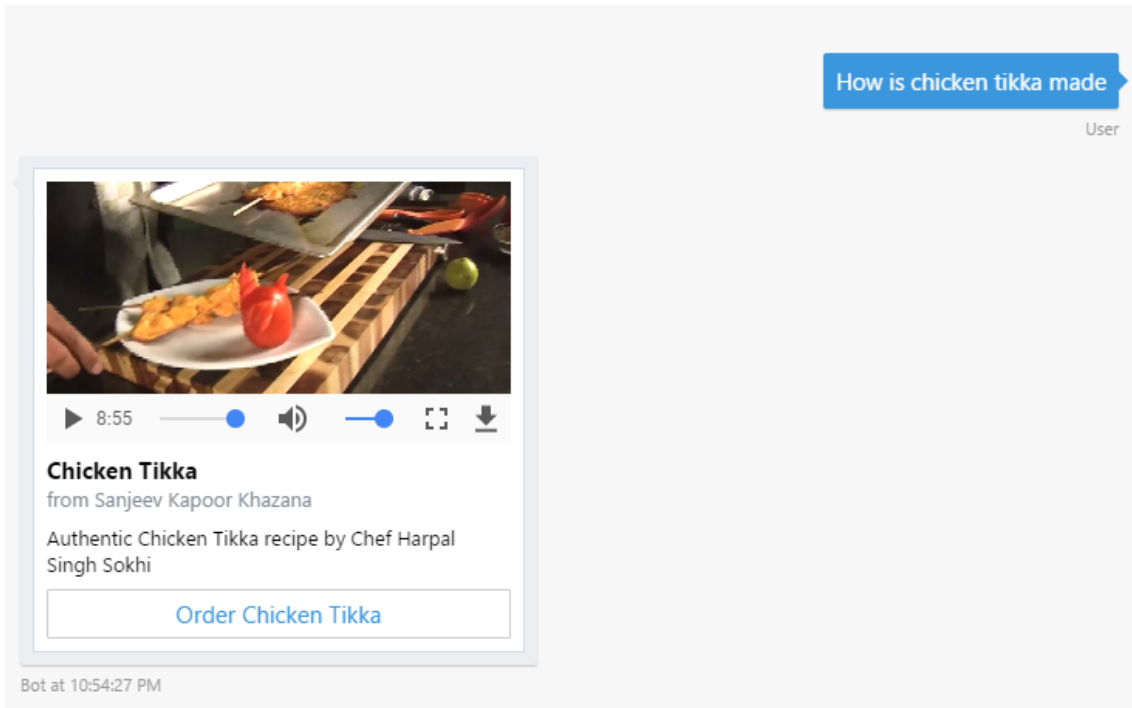 How is chicken tikka made
User
8:55
Chicken Tikka
from Sanjeev Kapoor Khazana
Authentic Chicken Tikka recipe by Chef Harpal
Singh Sokhi
Order Chicken Tikka
Bot at 10:54:27 PM